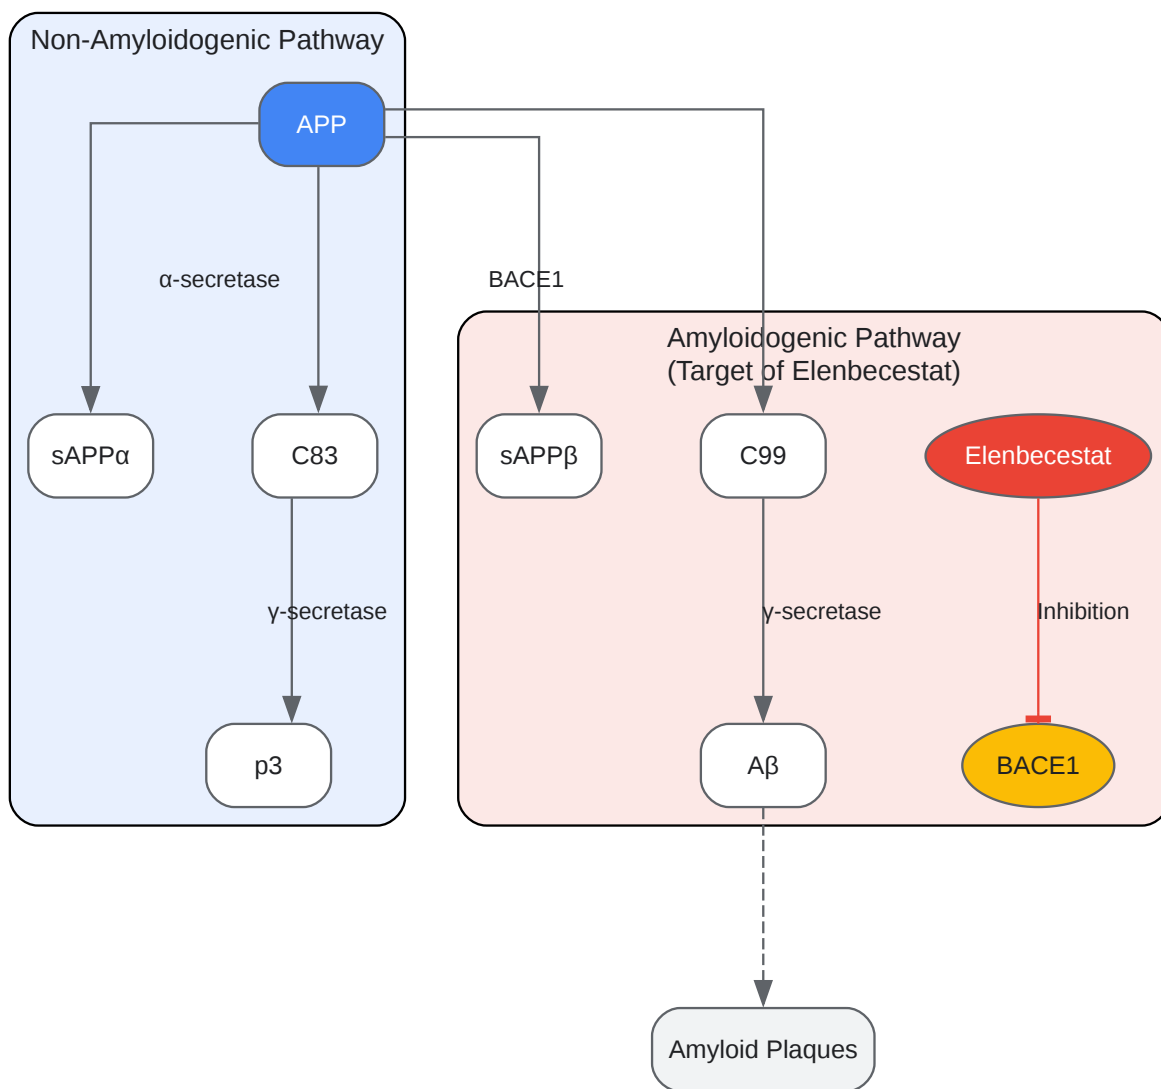 Non-Amyloidogenic Pathway
APP
α-secretase
BACE1
Amyloidogenic Pathway
(Target of Elenbecestat)
sAPPα
C83
sAPPβ
C99
Elenbecestat
γ-secretase
γ-secretase
Inhibition
p3
Aβ
BACE1
Amyloid Plaques